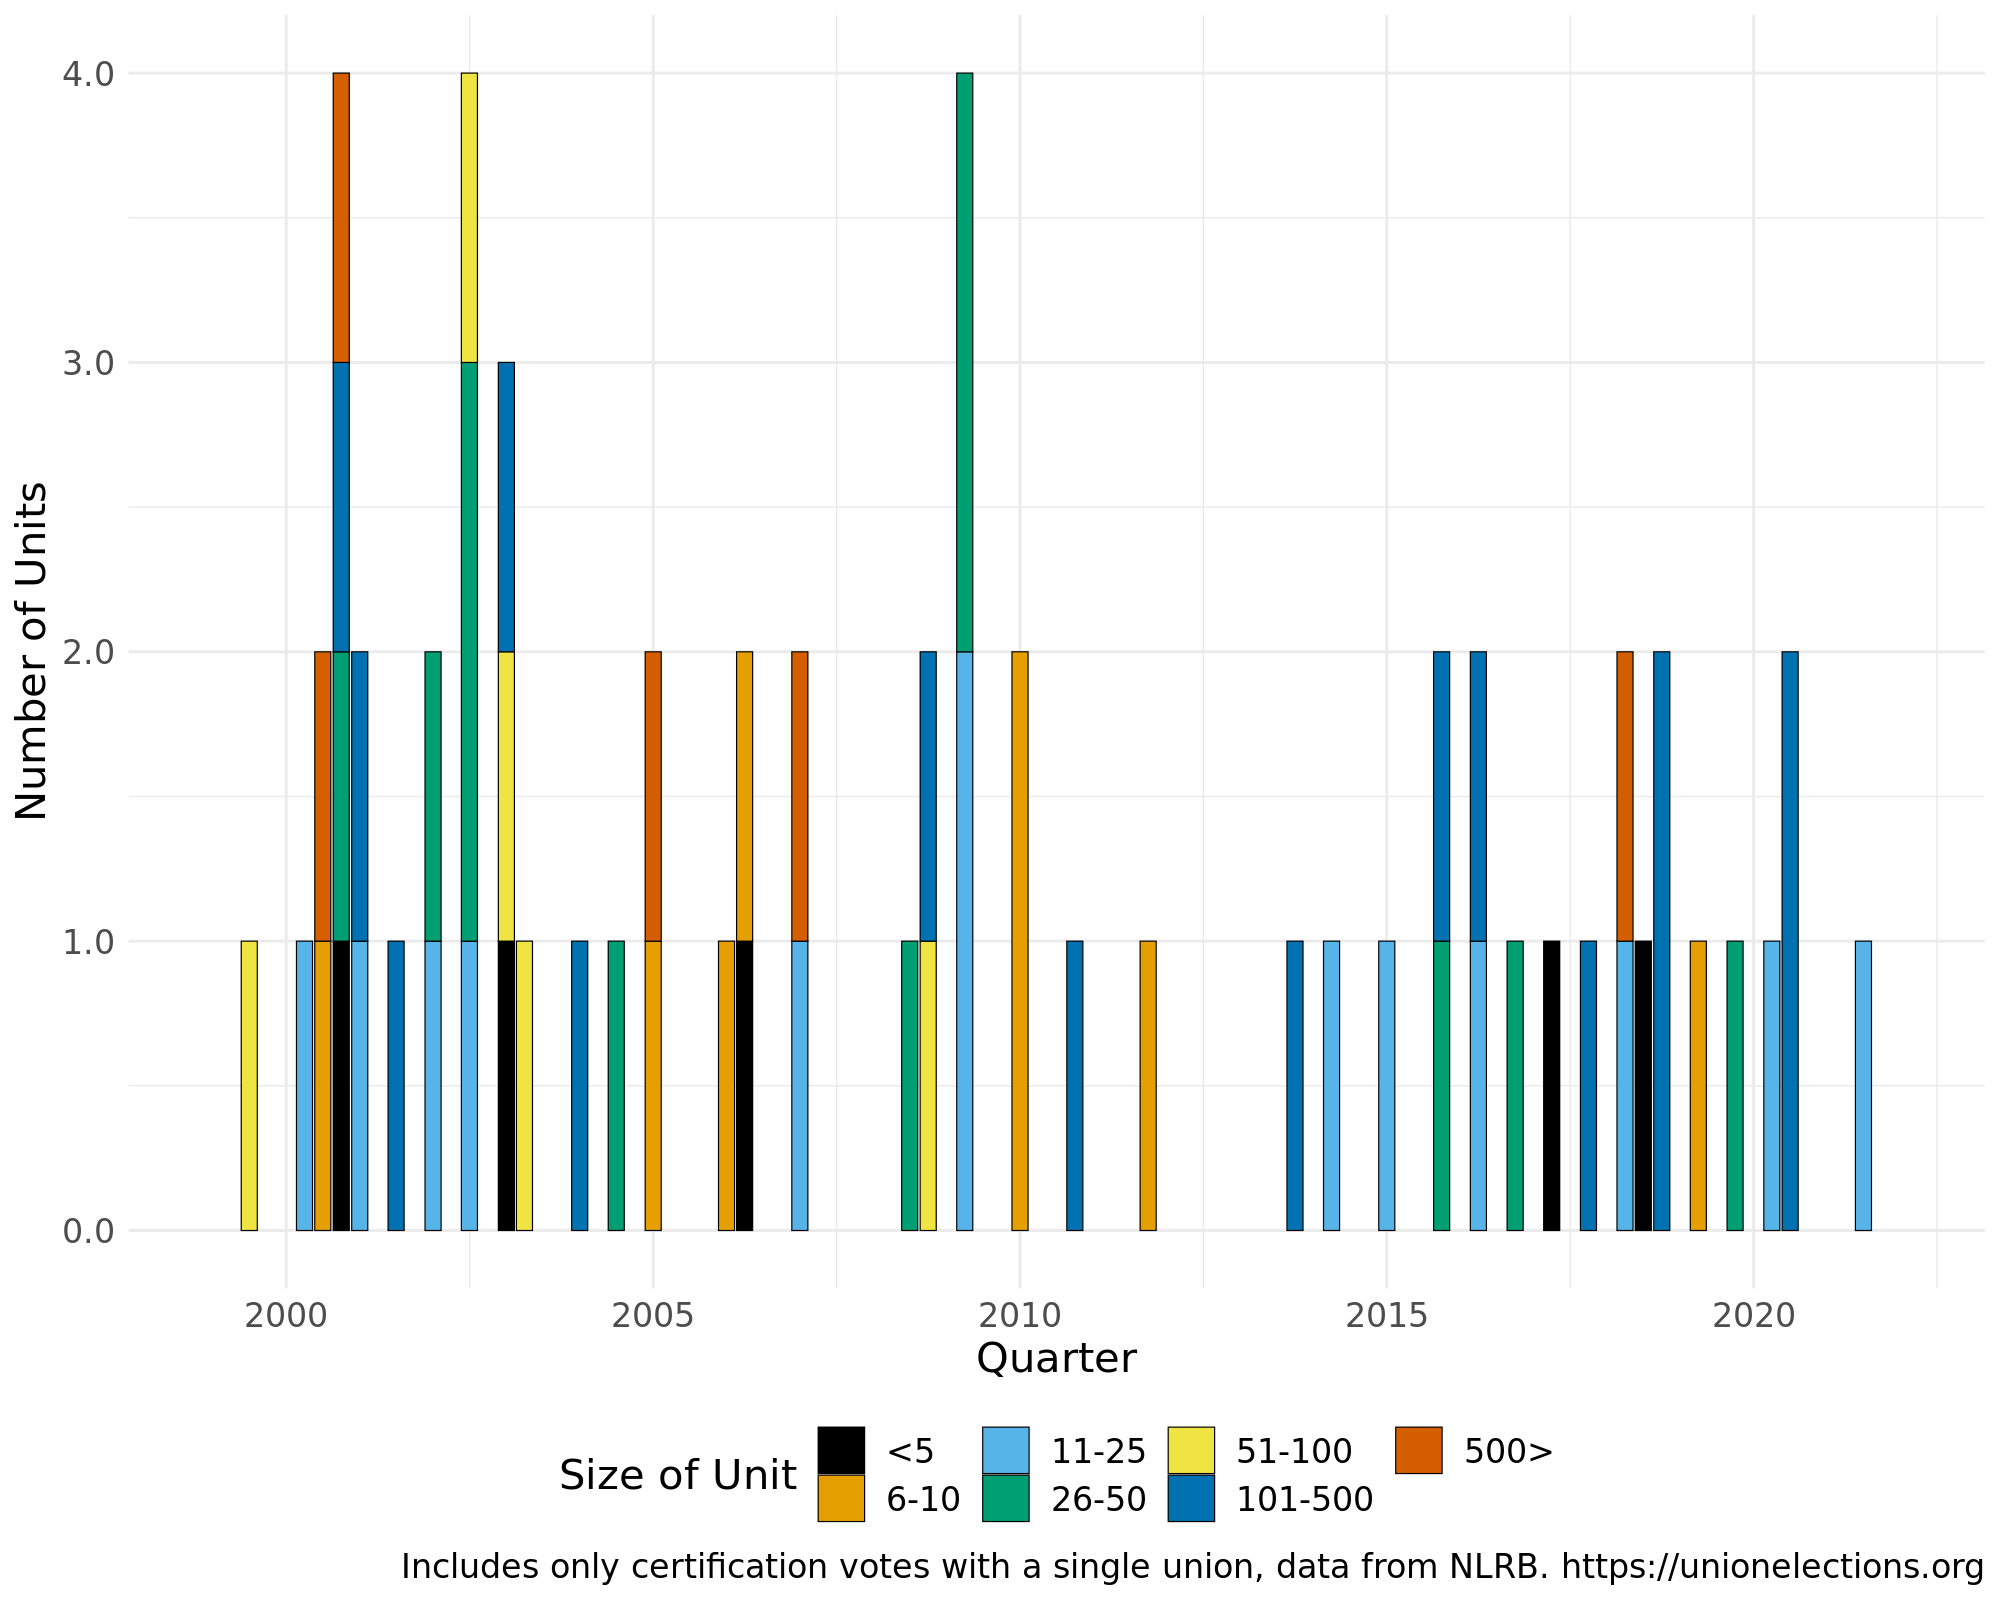 4.0
3.0
2.0
1.0
0.0
Number of Units
2000 2005 2010 2015 2020
Quarter
Size of Unit
<5 11-25 51-100 500>
6-10 26-50 101-500
Includes only certification votes with a single union, data from NLRB. https://unionelections.org